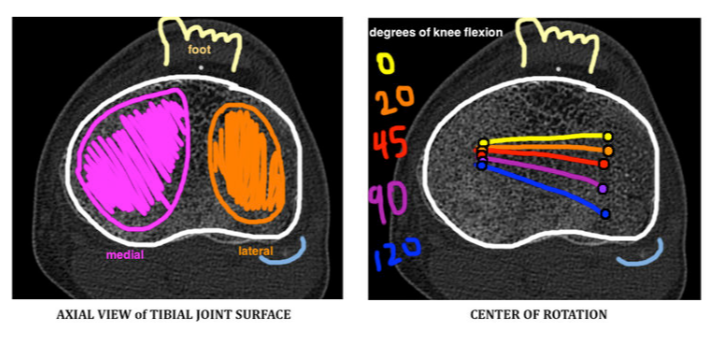 foot
medial
lateral
AXIAL VIEW of TIBIAL JOINT SURFACE
degrees of knee flexion
0
20
45
90
120
CENTER OF ROTATION